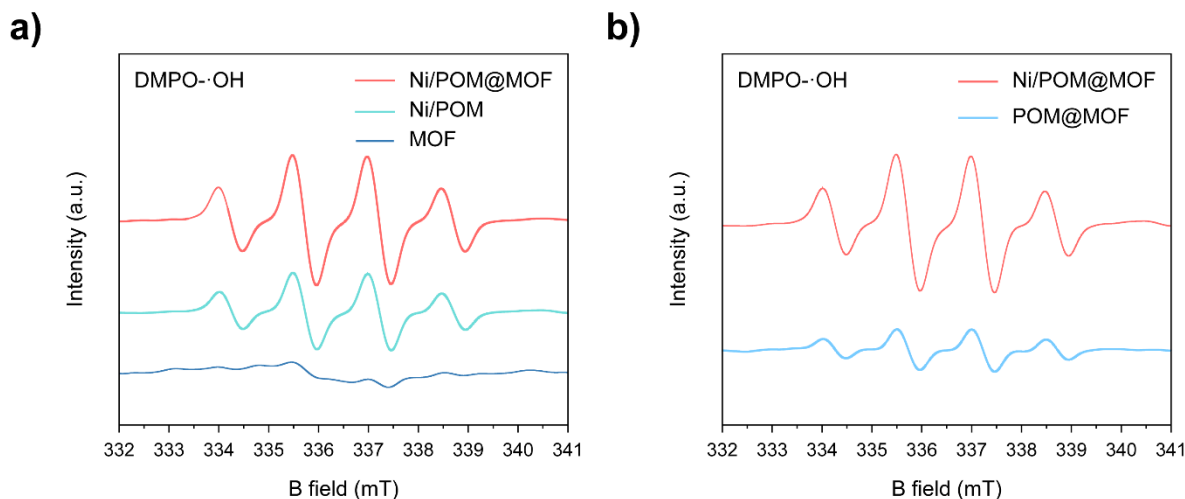 a)
DMPO-·OH
Ni/POM@MOF
Ni/POM
MOF
Intensity (a.u.)
332 333 334 335 336 337 338 339 340 341
B field (mT)
b)
DMPO-·OH
Ni/POM@MOF
POM@MOF
Intensity (a.u.)
332 333 334 335 336 337 338 339 340 341
B field (mT)